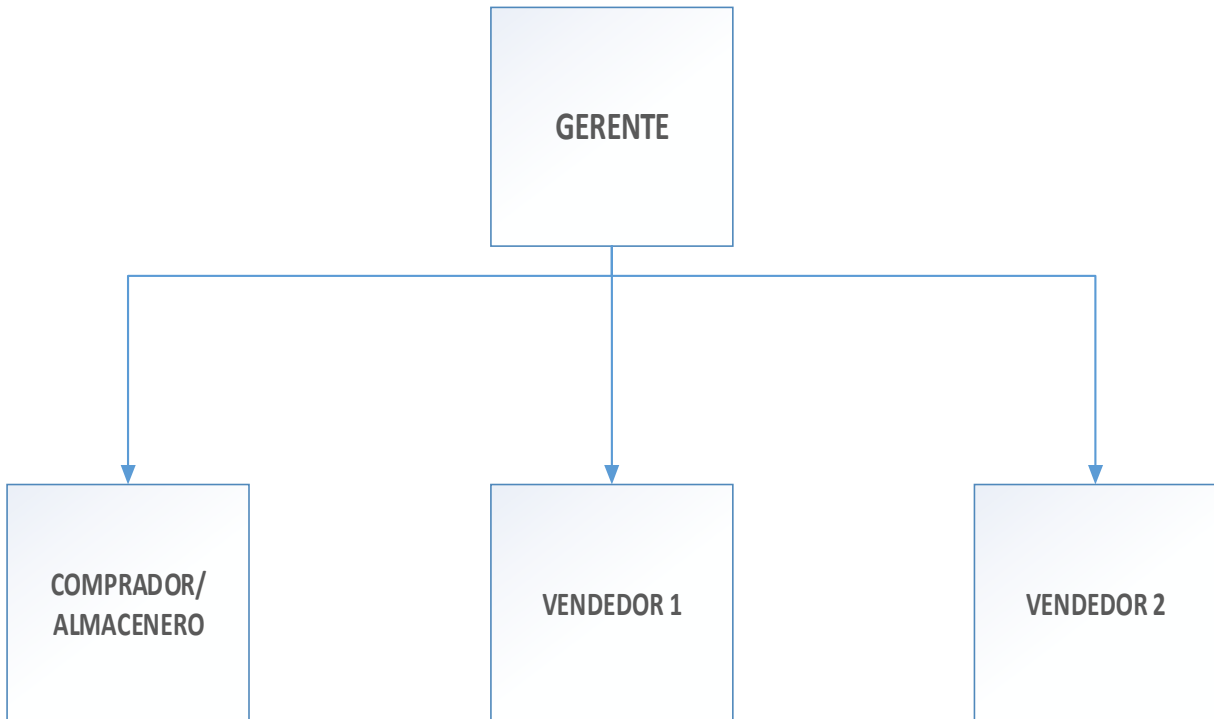 GERENTE
COMPRADOR/
ALMACENERO
VENDEDOR 1
VENDEDOR 2